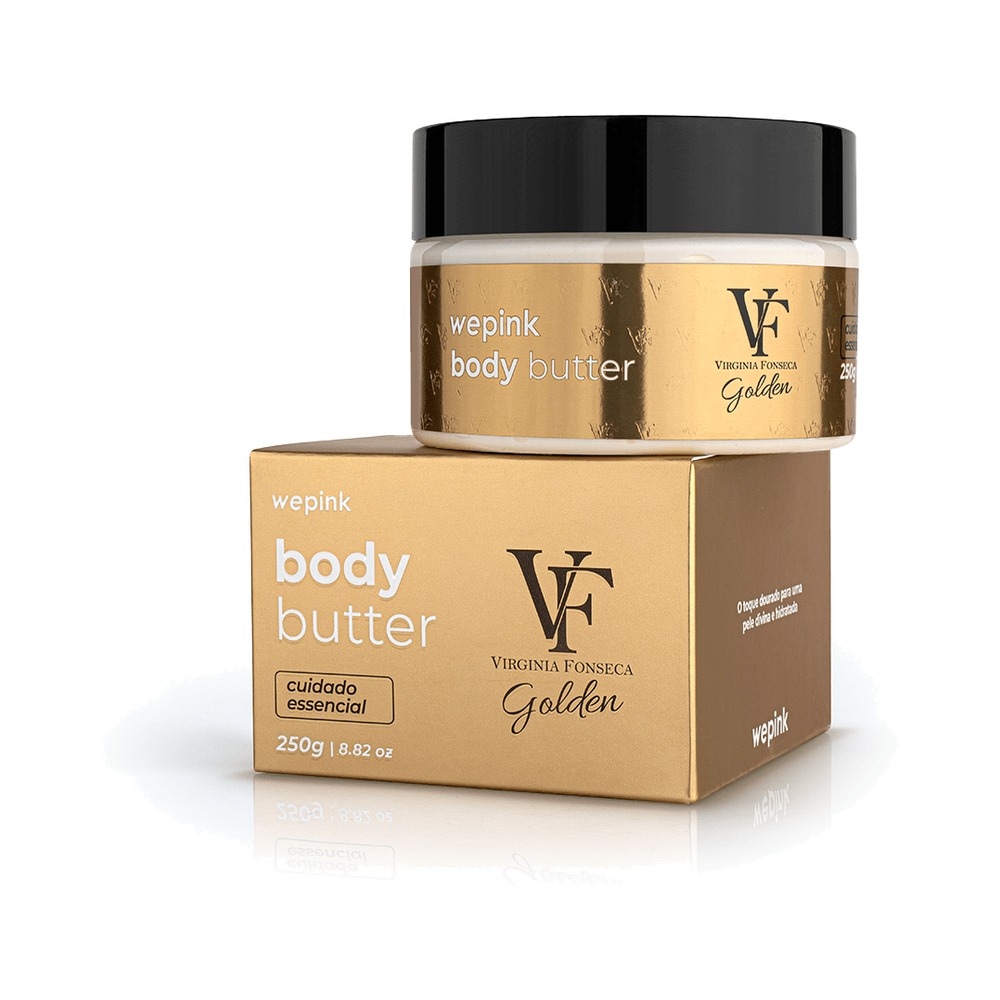 wepink
body butter
VF
VIRGINIA FONSECA
Golden
250g
wepink
body
butter
cuidado
essencial
250g | 8.82 oz
VF
VIRGINIA FONSECA
Golden
O toque dourado para uma
pele divina e hidratada
wepink